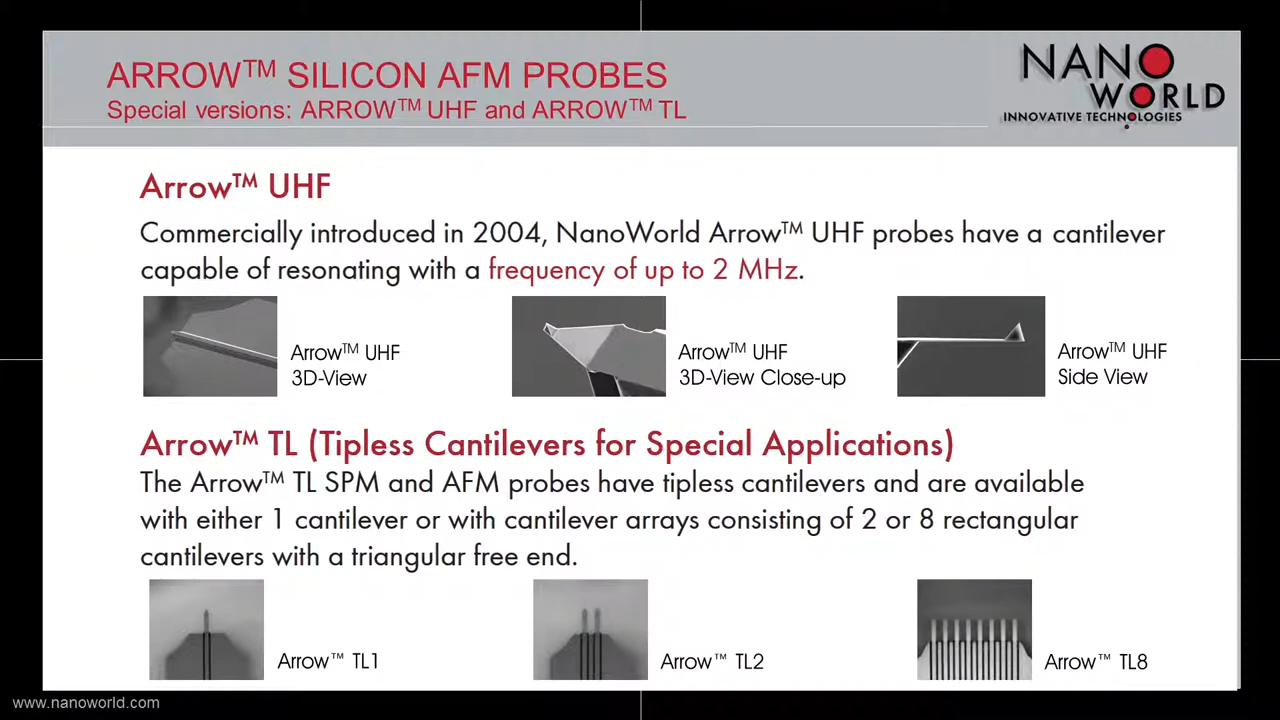 ARROW™ SILICON AFM PROBES
Special versions: ARROW™ UHF and ARROW™ TL
NANO
WORLD
INNOVATIVE TECHNOLOGIES
Arrow™ UHF
Commercially introduced in 2004, NanoWorld Arrow™ UHF probes have a cantilever
capable of resonating with a frequency of up to 2 MHz.
Arrow™ UHF
3D-View
Arrow™ UHF
3D-View Close-up
Arrow™ UHF
Side View
Arrow™ TL (Tipless Cantilevers for Special Applications)
The Arrow™ TL SPM and AFM probes have tipless cantilevers and are available
with either 1 cantilever or with cantilever arrays consisting of 2 or 8 rectangular
cantilevers with a triangular free end.
Arrow™ TL1
Arrow™ TL2
Arrow™ TL8
www.nanoworld.com